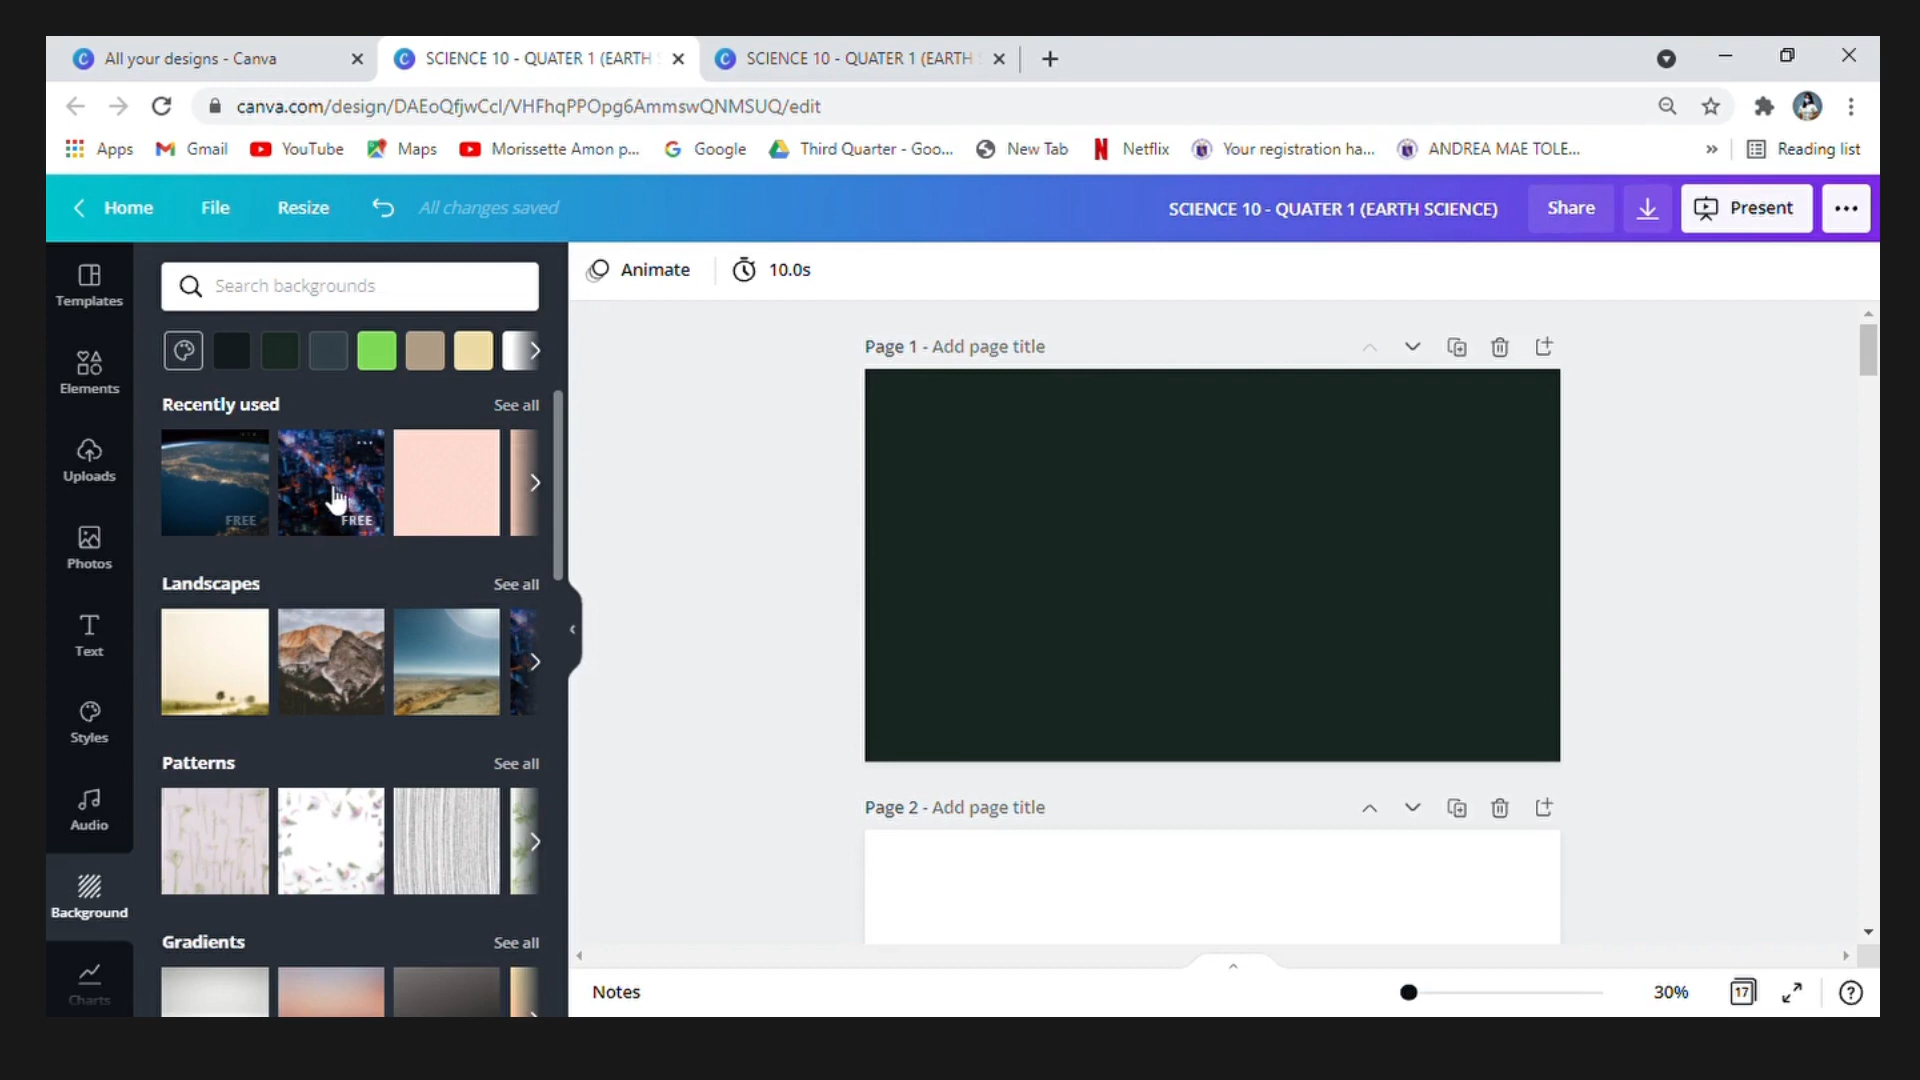 All your designs - Canva
SCIENCE 10 - QUATER 1 (EARTH S
SCIENCE 10 - QUATER 1 (EARTH S
canva.com/design/DAEoQfjwCcI/VHFhqPPOpg6AmmswQNMSUQ/edit
Apps Gmail YouTube Maps Morissette Amon p... Google Third Quarter - Goo... New Tab Netflix Your registration ha... ANDREA MAE TOLE... » Reading list
Home File Resize All changes saved SCIENCE 10 - QUATER 1 (EARTH SCIENCE) Share Present
Templates
Elements
Uploads
Photos
Text
Styles
Audio
Background
Charts
Search backgrounds
Recently used See all
FREE FREE
Landscapes See all
Patterns See all
Gradients See all
Animate 10.0s
Page 1 - Add page title
Page 2 - Add page title
Notes 30% 17